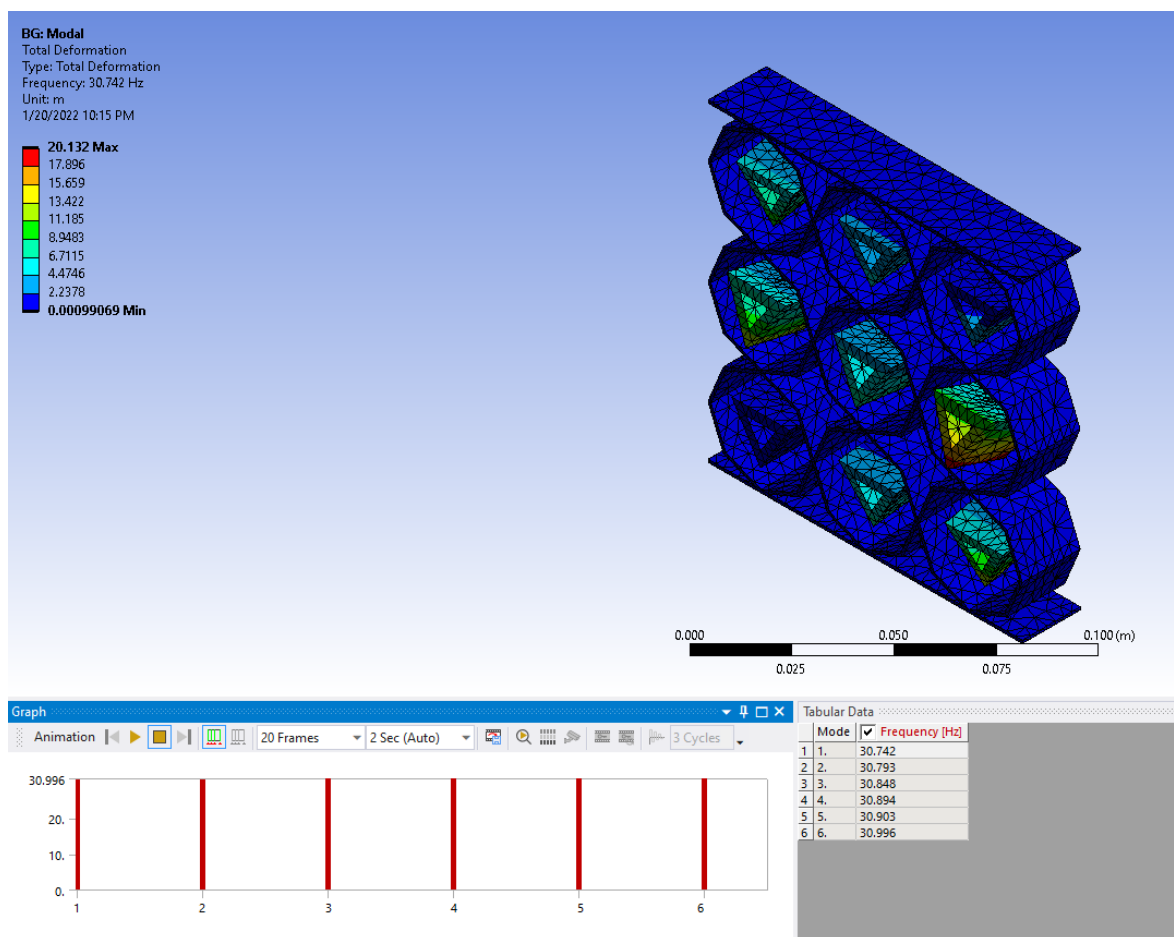 BG: Modal
Total Deformation
Type: Total Deformation
Frequency: 30.742 Hz
Unit: m
1/20/2022 10:15 PM
20.132 Max
17.896
15.659
13.422
11.185
8.9483
6.7115
4.4746
2.2378
0.00099069 Min
0.000 0.050 0.100 (m)
0.025 0.075
Graph
Animation 20 Frames 2 Sec (Auto) 3 Cycles
30.996
20.
10.
0.
1 2 3 4 5 6
Tabular Data
Mode Frequency [Hz]
1 1. 30.742
2 2. 30.793
3 3. 30.848
4 4. 30.894
5 5. 30.903
6 6. 30.996